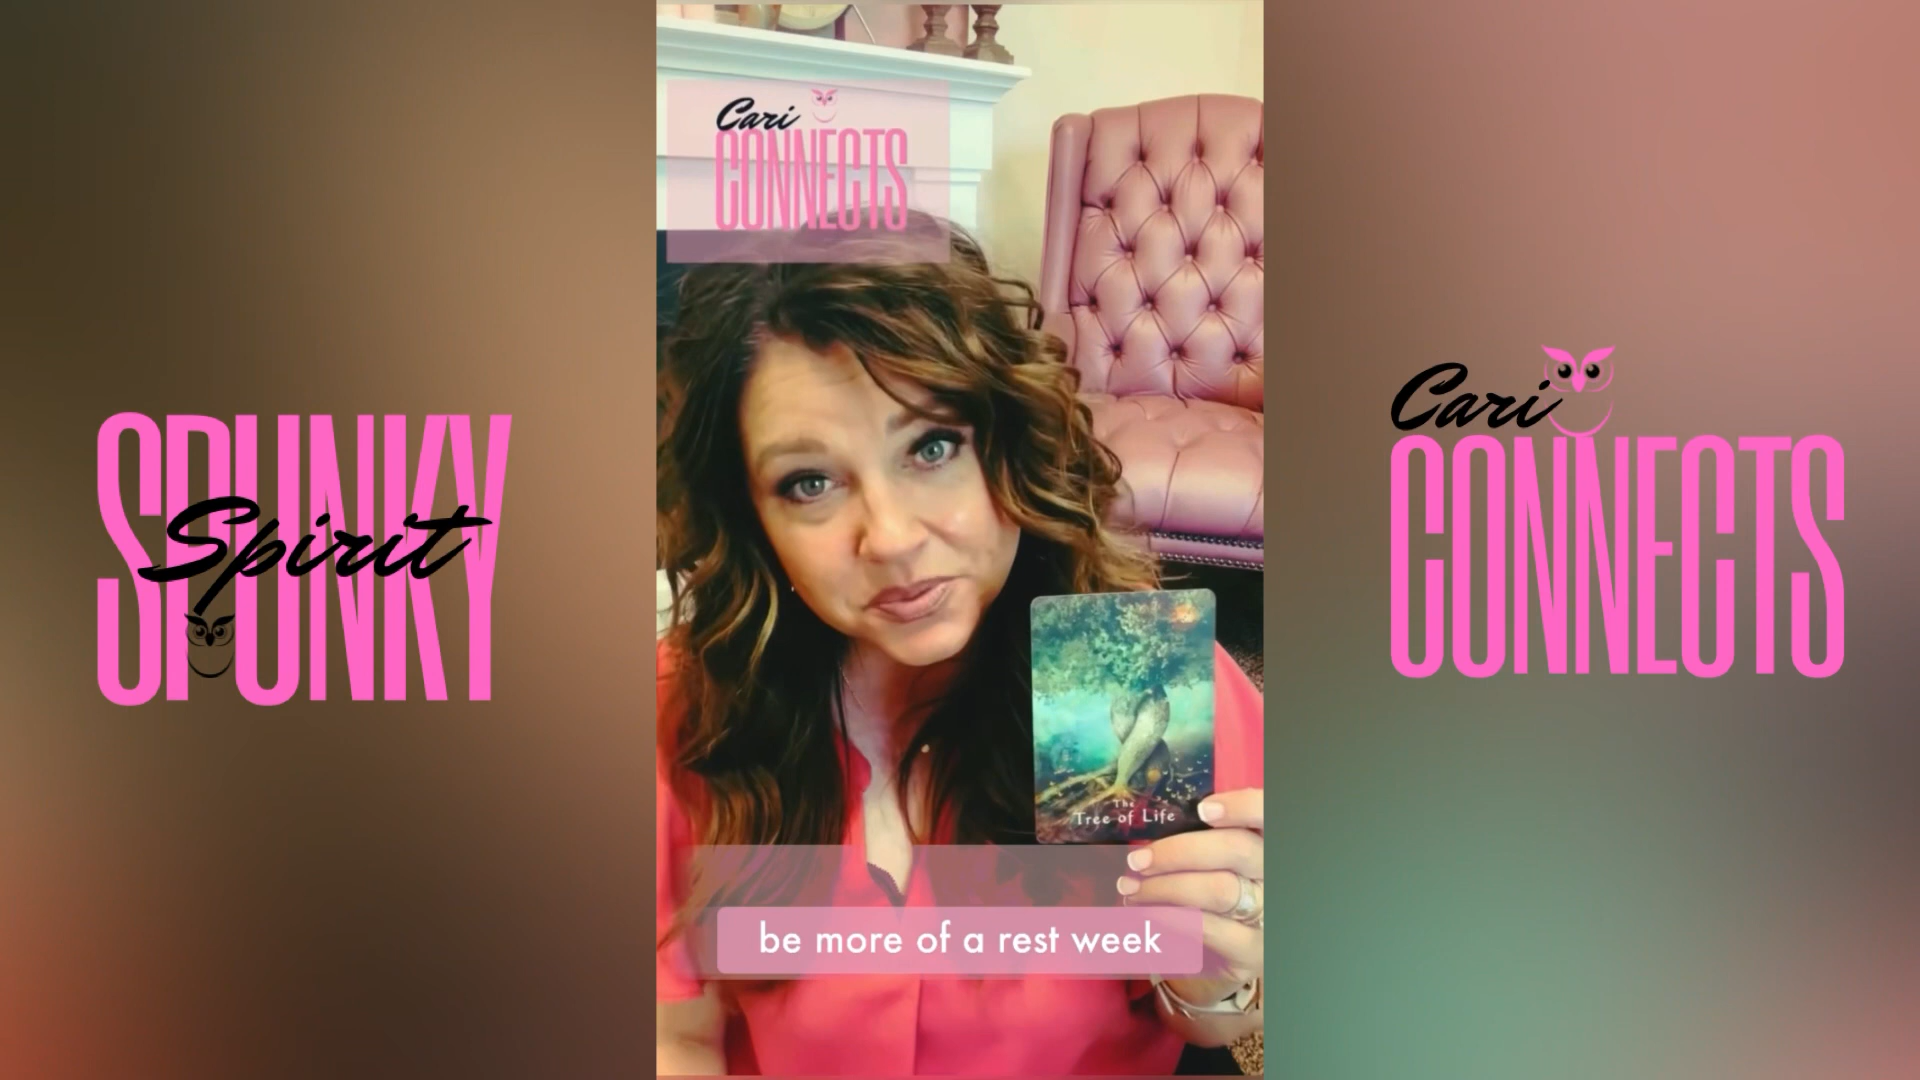 SPUNKY
Spirit
Cari
CONNECTS
The
Tree of Life
be more of a rest week
Cari
CONNECTS